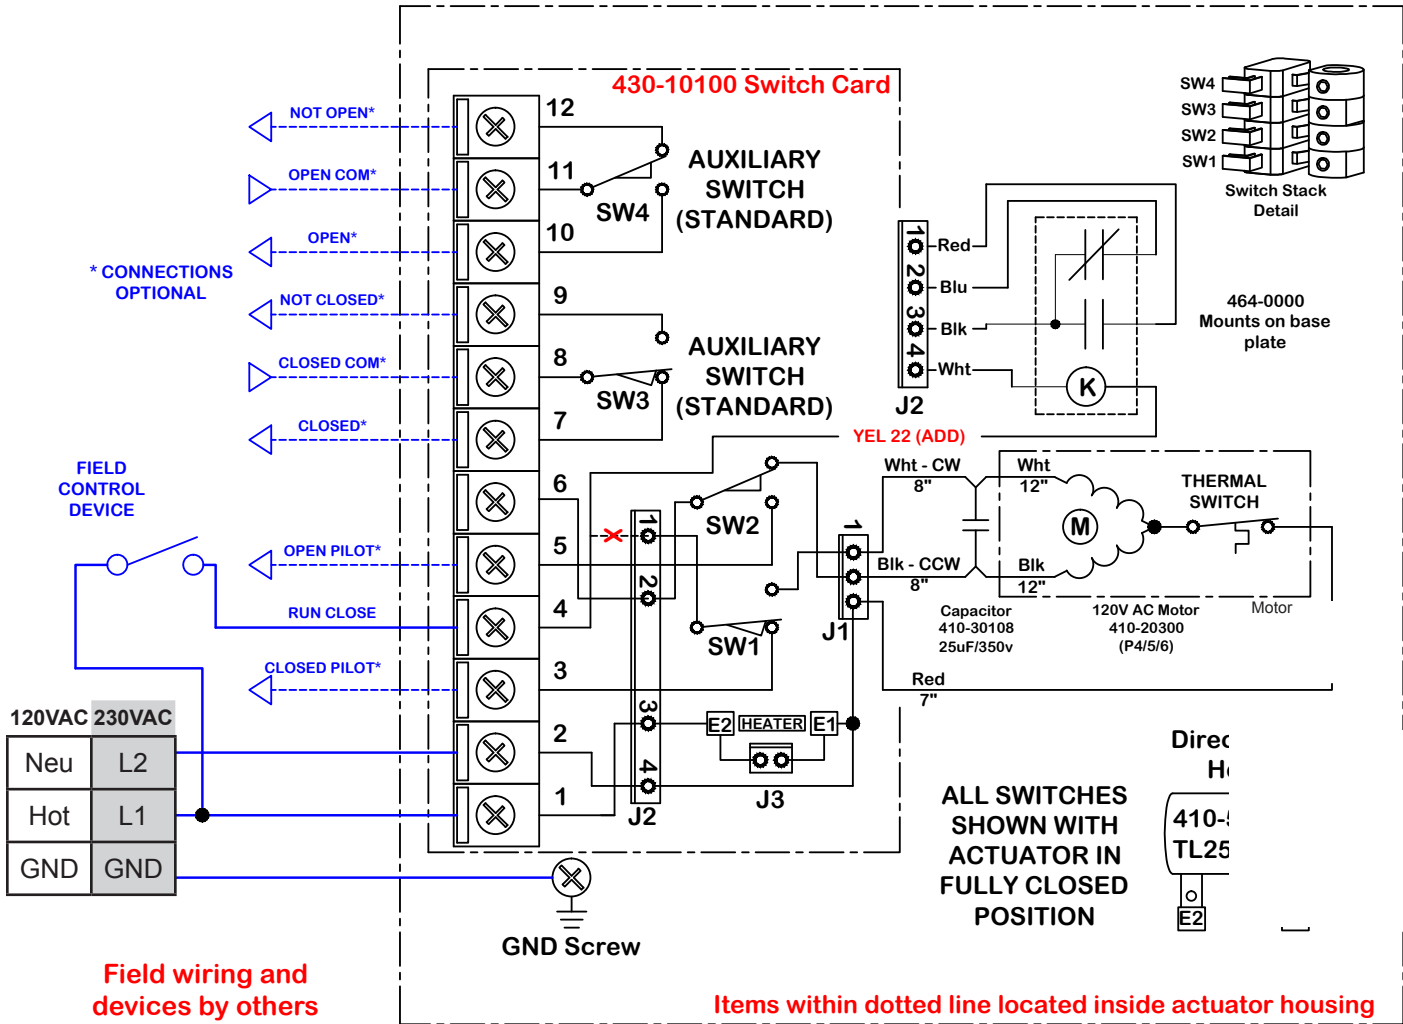 430-10100 Switch Card
NOT OPEN*
12
OPEN COM*
11
SW4
AUXILIARY
SWITCH
(STANDARD)
OPEN*
10
* CONNECTIONS
OPTIONAL
NOT CLOSED*
9
CLOSED COM*
8
SW3
AUXILIARY
SWITCH
(STANDARD)
CLOSED*
7
6
OPEN PILOT*
5
RUN CLOSE
4
CLOSED PILOT*
3
2
1
FIELD
CONTROL
DEVICE
120VAC 230VAC
Neu L2
Hot L1
GND GND
GND Screw
Field wiring and
devices by others
SW4
SW3
SW2
SW1
Switch Stack
Detail
1 Red
2 Blu
3 Blk
4 Wht
J2
K
464-0000
Mounts on base
plate
YEL 22 (ADD)
SW2
SW1
1
2
3
4
J2
E2 HEATER E1
J3
1
J1
Wht - CW
8"
Blk - CCW
8"
Wht
12"
Blk
12"
M
THERMAL
SWITCH
Capacitor
410-30108
25uF/350v
120V AC Motor
410-20300
(P4/5/6)
Motor
Red
7"
ALL SWITCHES
SHOWN WITH
ACTUATOR IN
FULLY CLOSED
POSITION
410-
TL25
E2
Items within dotted line located inside actuator housing